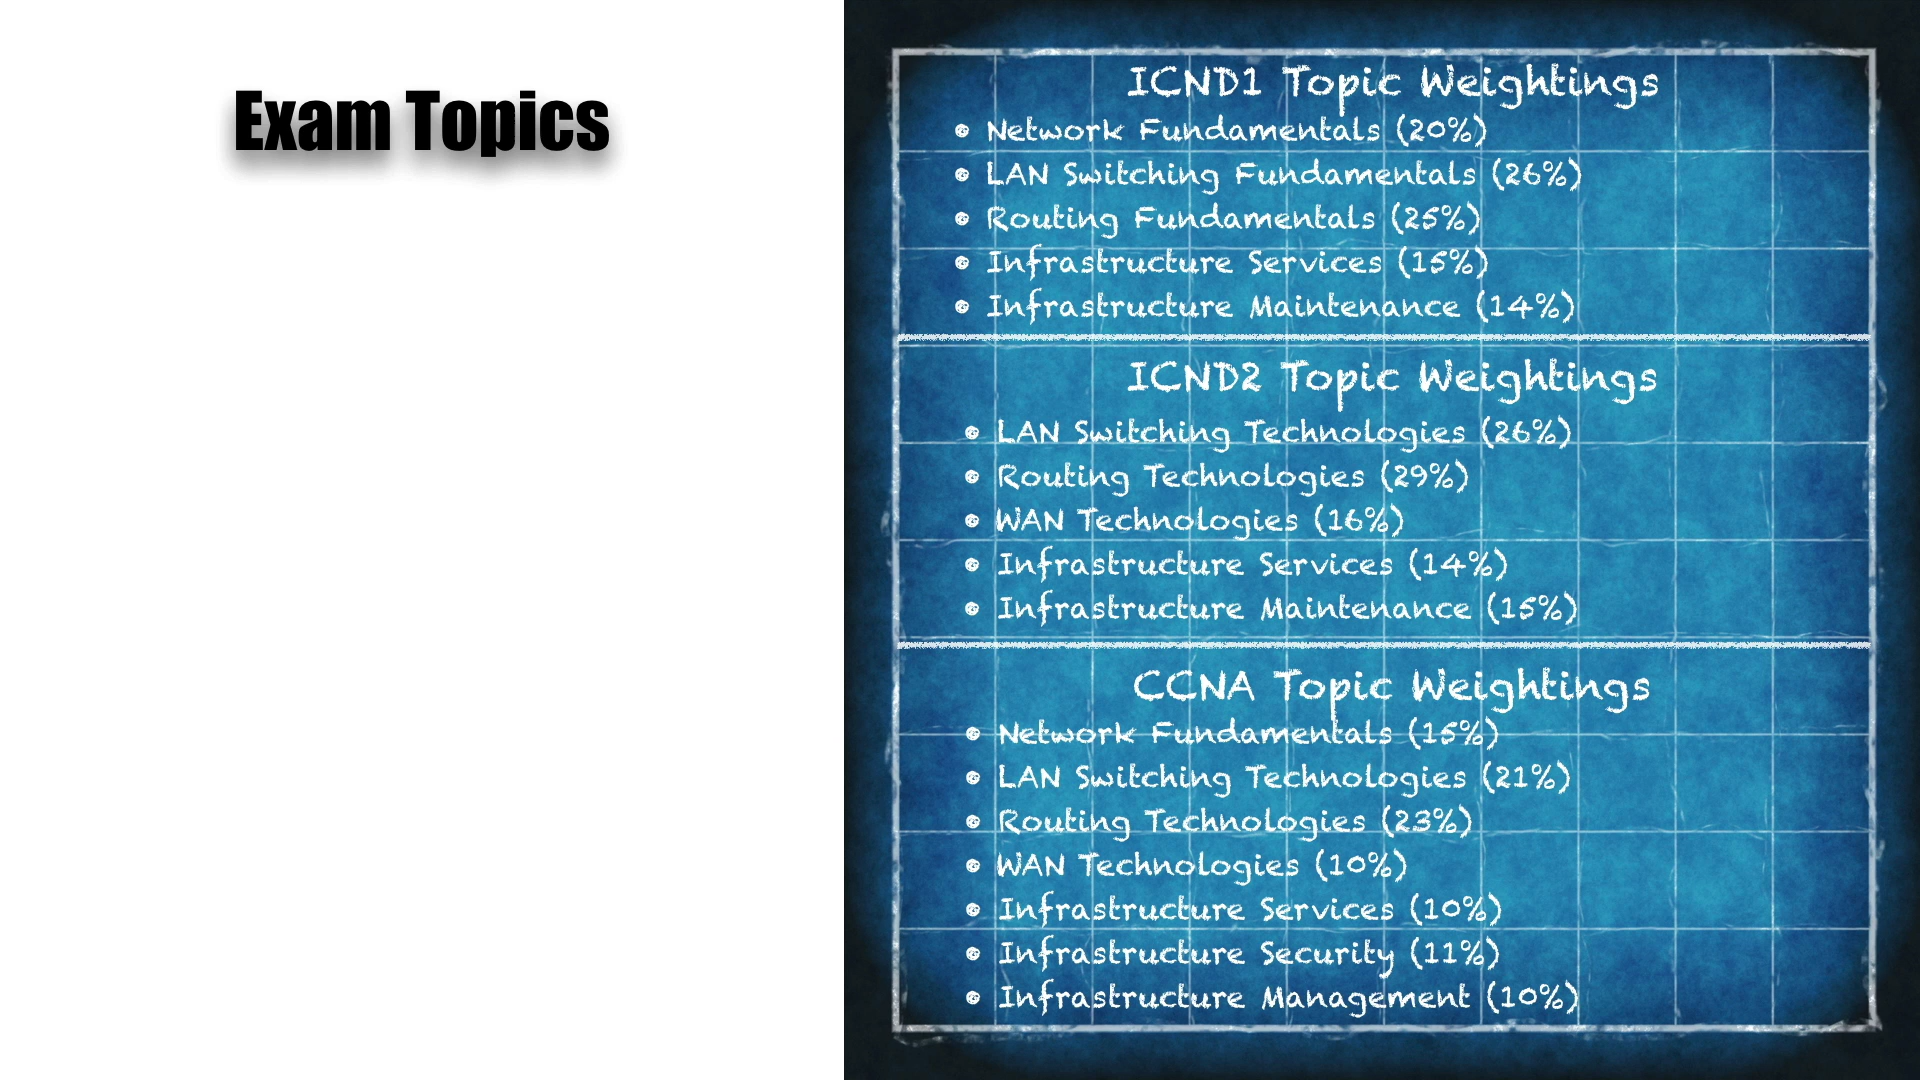 Exam Topics
ICND1 Topic Weightings
• Network Fundamentals (20%)
• LAN Switching Fundamentals (26%)
• Routing Fundamentals (25%)
• Infrastructure Services (15%)
• Infrastructure Maintenance (14%)
ICND2 Topic Weightings
• LAN Switching Technologies (26%)
• Routing Technologies (29%)
• WAN Technologies (16%)
• Infrastructure Services (14%)
• Infrastructure Maintenance (15%)
CCNA Topic Weightings
• Network Fundamentals (15%)
• LAN Switching Technologies (21%)
• Routing Technologies (23%)
• WAN Technologies (10%)
• Infrastructure Services (10%)
• Infrastructure Security (11%)
• Infrastructure Management (10%)